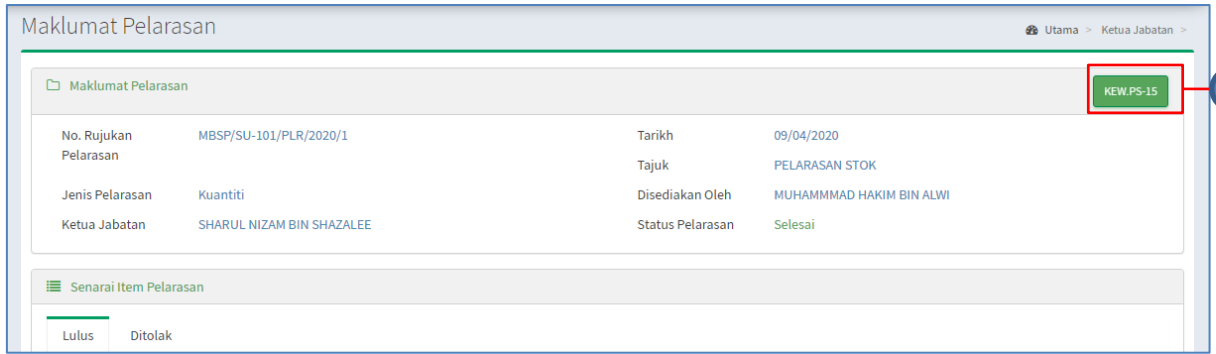 Maklumat Pelarasan
Utama > Ketua Jabatan >
Maklumat Pelarasan
KEW.PS-15
No. Rujukan Pelarasan MBSP/SU-101/PLR/2020/1
Tarikh 09/04/2020
Tajuk PELARASAN STOK
Jenis Pelarasan Kuantiti
Disediakan Oleh MUHAMMMAD HAKIM BIN ALWI
Ketua Jabatan SHARUL NIZAM BIN SHAZALEE
Status Pelarasan Selesai
Senarai Item Pelarasan
Lulus Ditolak